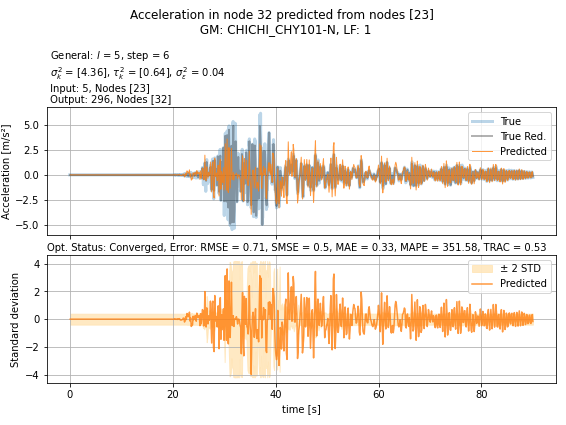 Acceleration in node 32 predicted from nodes [23]
GM: CHICHI_CHY101-N, LF: 1
General: l = 5, step = 6
σ²ₖ = [4.36], τ²ₖ = [0.64], σ²ε = 0.04
Input: 5, Nodes [23]
Output: 296, Nodes [32]
Acceleration [m/s²]
5.0
2.5
0.0
−2.5
−5.0
True
True Red.
Predicted
Opt. Status: Converged, Error: RMSE = 0.71, SMSE = 0.5, MAE = 0.33, MAPE = 351.58, TRAC = 0.53
Standard deviation
4
2
0
−2
−4
± 2 STD
Predicted
0 20 40 60 80
time [s]